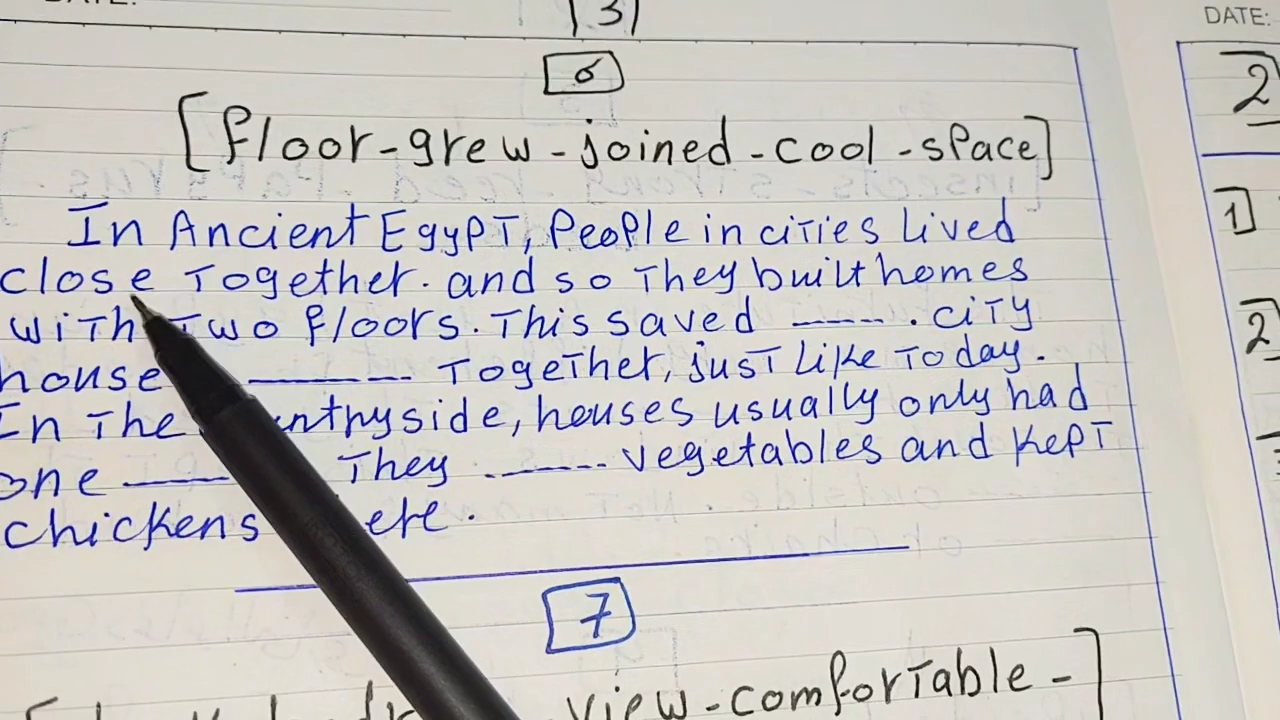 DATE:
3
6
[floor-grew-joined-cool-space]
In Ancient Egypt, People in cities lived
close Together. and so They built homes
with Two floors. This saved ------. city
house -------- Together, just like Today.
In The houses usually only had
one ------ They ------ vegetables and kept
chickens
7
view-comfortable-]
DATE:
2
1]
2